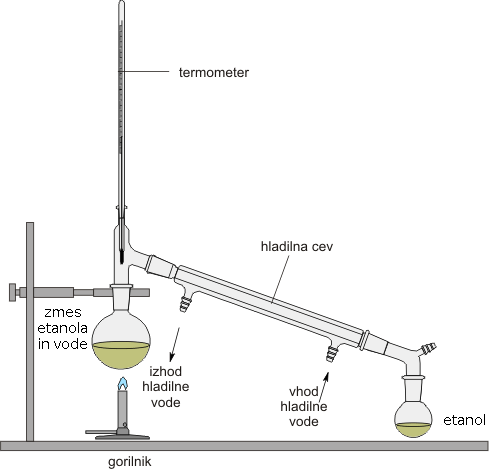 termometer
hladilna cev
zmes
etanola
in vode
izhod
hladilne
vode
vhod
hladilne
vode
etanol
gorilnik